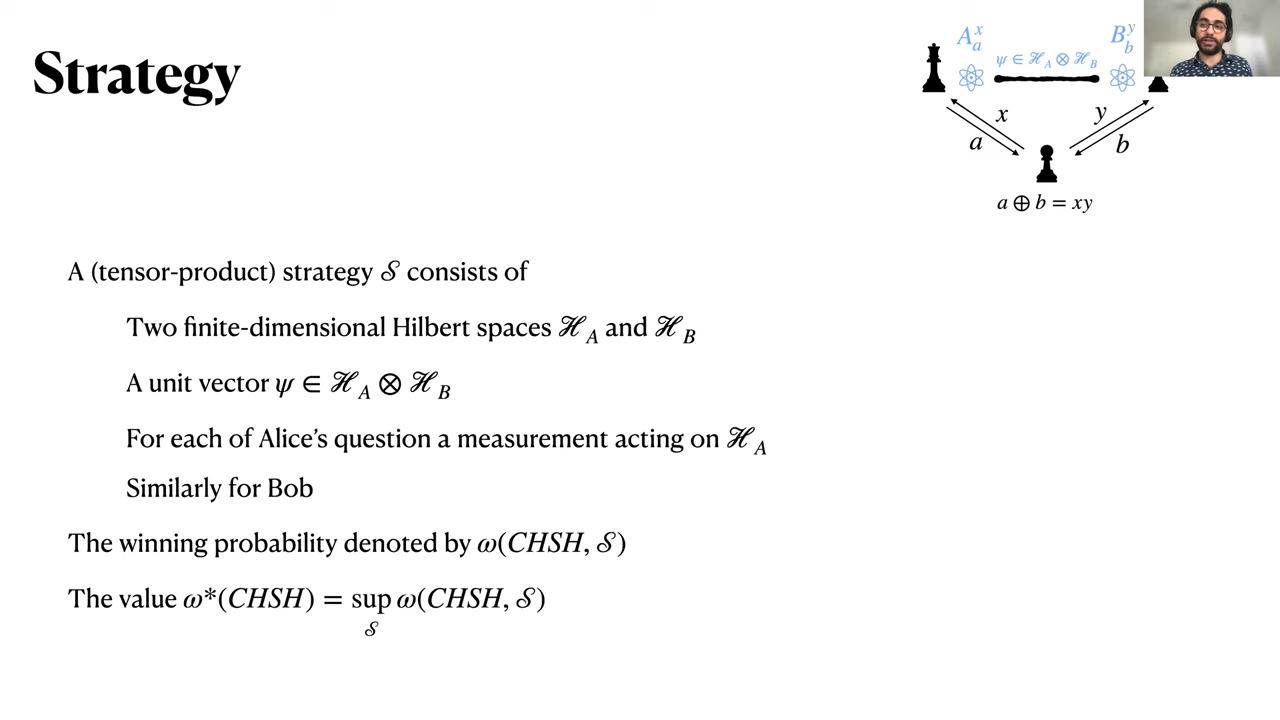 Strategy
A^x_a
ψ ∈ ℋ_A ⊗ ℋ_B
B^y_b
x
y
a
b
a ⊕ b = xy
A (tensor-product) strategy 𝒮 consists of
Two finite-dimensional Hilbert spaces ℋ_A and ℋ_B
A unit vector ψ ∈ ℋ_A ⊗ ℋ_B
For each of Alice's question a measurement acting on ℋ_A
Similarly for Bob
The winning probability denoted by ω(CHSH, 𝒮)
The value ω*(CHSH) = sup_𝒮 ω(CHSH, 𝒮)